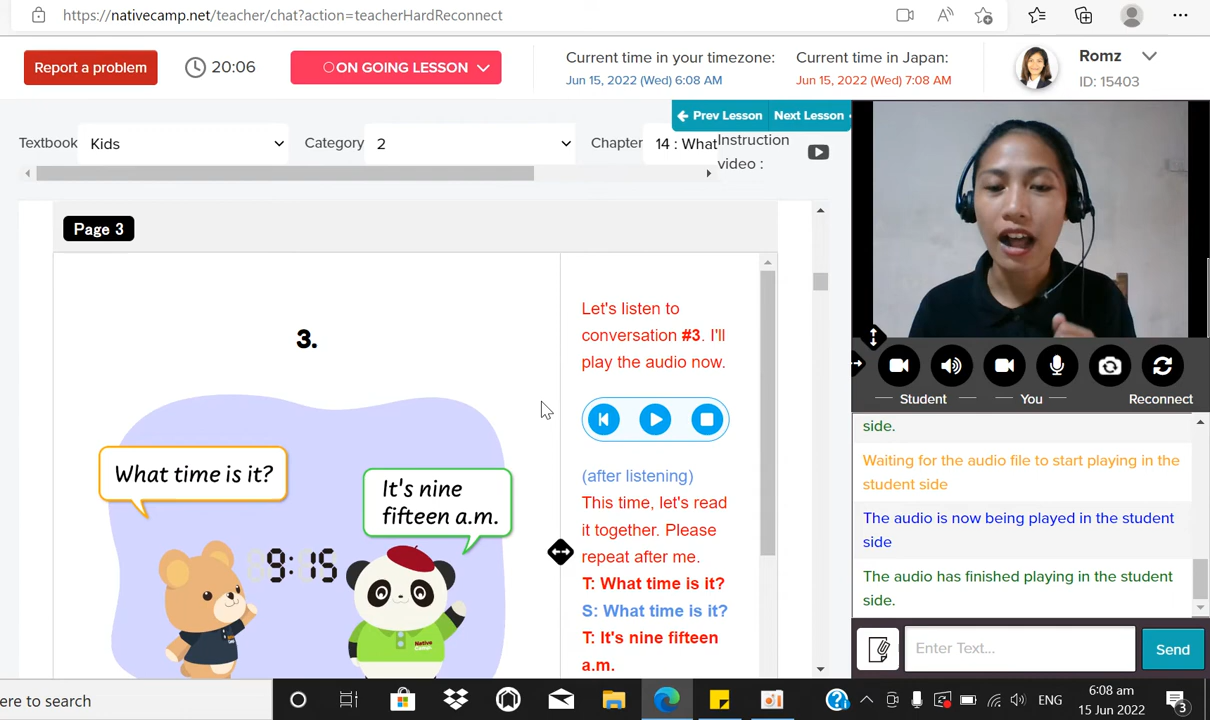 https://nativecamp.net/teacher/chat?action=teacherHardReconnect
Report a problem
20:06
ON GOING LESSON
Current time in your timezone:
Jun 15, 2022 (Wed) 6:08 AM
Current time in Japan:
Jun 15, 2022 (Wed) 7:08 AM
Romz
ID: 15403
Prev Lesson
Next Lesson
Textbook
Kids
Category
2
Chapter
14 : What
Instruction
video :
Page 3
3.
What time is it?
It's nine
fifteen a.m.
9:15
Let's listen to
conversation #3. I'll
play the audio now.
(after listening)
This time, let's read
it together. Please
repeat after me.
T: What time is it?
S: What time is it?
T: It's nine fifteen
a.m.
Student
You
Reconnect
side.
Waiting for the audio file to start playing in the
student side
The audio is now being played in the student
side
The audio has finished playing in the student
side.
Enter Text...
Send
ere to search
ENG
6:08 am
15 Jun 2022
3